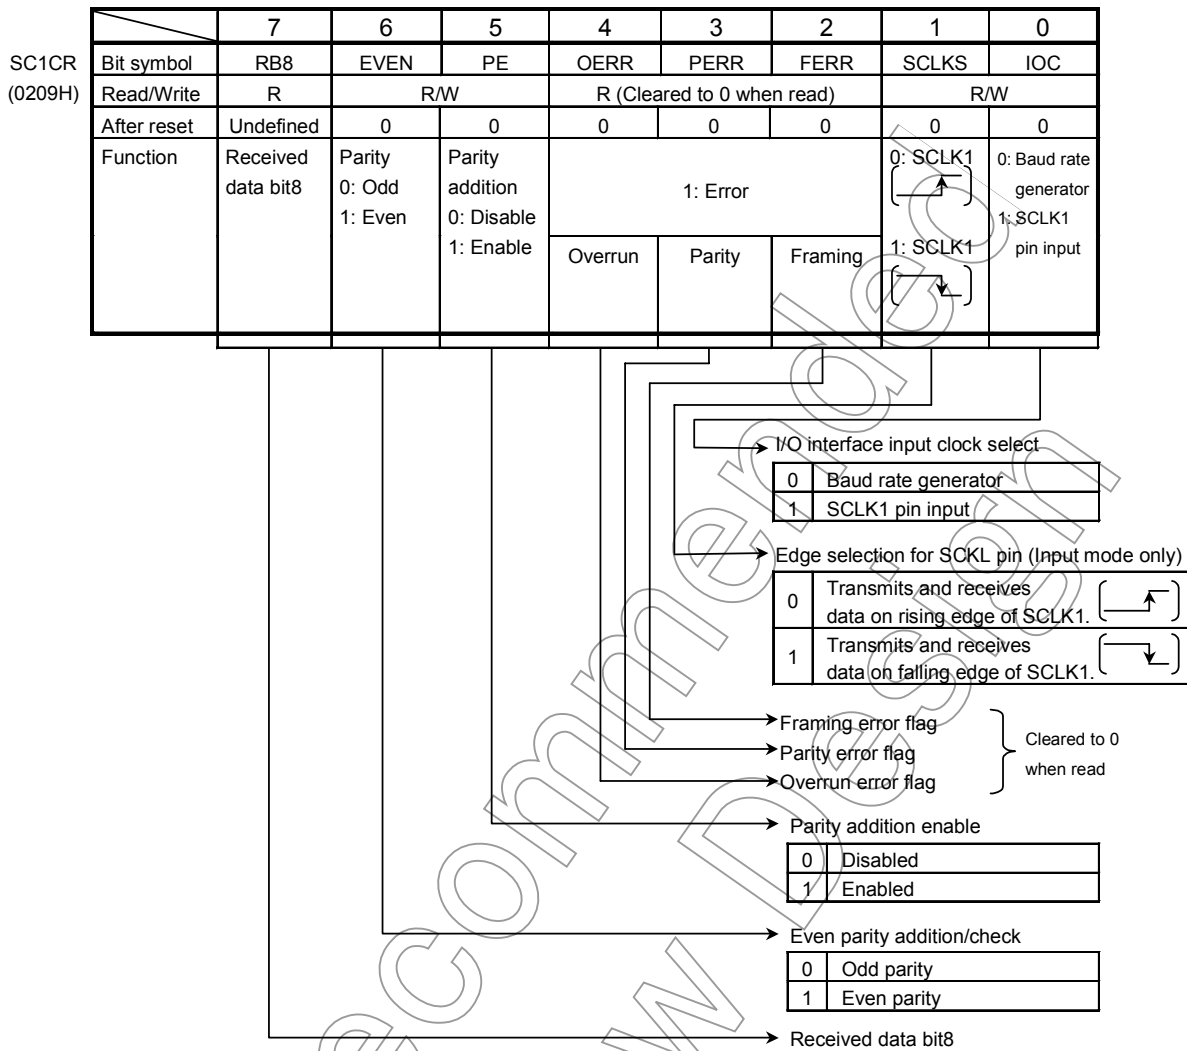 7 6 5 4 3 2 1 0
SC1CR Bit symbol RB8 EVEN PE OERR PERR FERR SCLKS IOC
(0209H) Read/Write R R/W R (Cleared to 0 when read) R/W
After reset Undefined 0 0 0 0 0 0 0
Function Received Parity Parity 0: SCLK1 0: Baud rate
data bit8 0: Odd addition 1: Error generator
1: Even 0: Disable 1: SCLK1
1: Enable Overrun Parity Framing 1: SCLK1 pin input
I/O interface input clock select
0 Baud rate generator
1 SCLK1 pin input
Edge selection for SCKL pin (Input mode only)
0 Transmits and receives
data on rising edge of SCLK1.
1 Transmits and receives
data on falling edge of SCLK1.
Framing error flag
Parity error flag
Overrun error flag
Cleared to 0
when read
Parity addition enable
0 Disabled
1 Enabled
Even parity addition/check
0 Odd parity
1 Even parity
Received data bit8